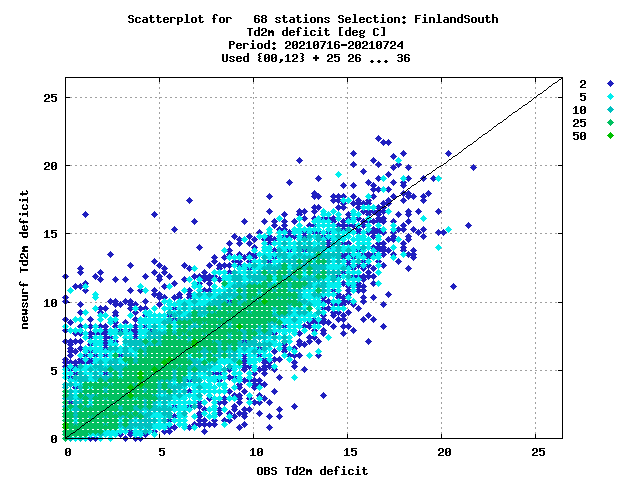 Scatterplot for   68 stations Selection: FinlandSouth
Td2m deficit [deg C]
Period: 20210716-20210724
Used {00,12} + 25 26 ... 36
2
5
10
25
50
25
20
15
10
5
0
newsurf Td2m deficit
0 5 10 15 20 25
OBS Td2m deficit